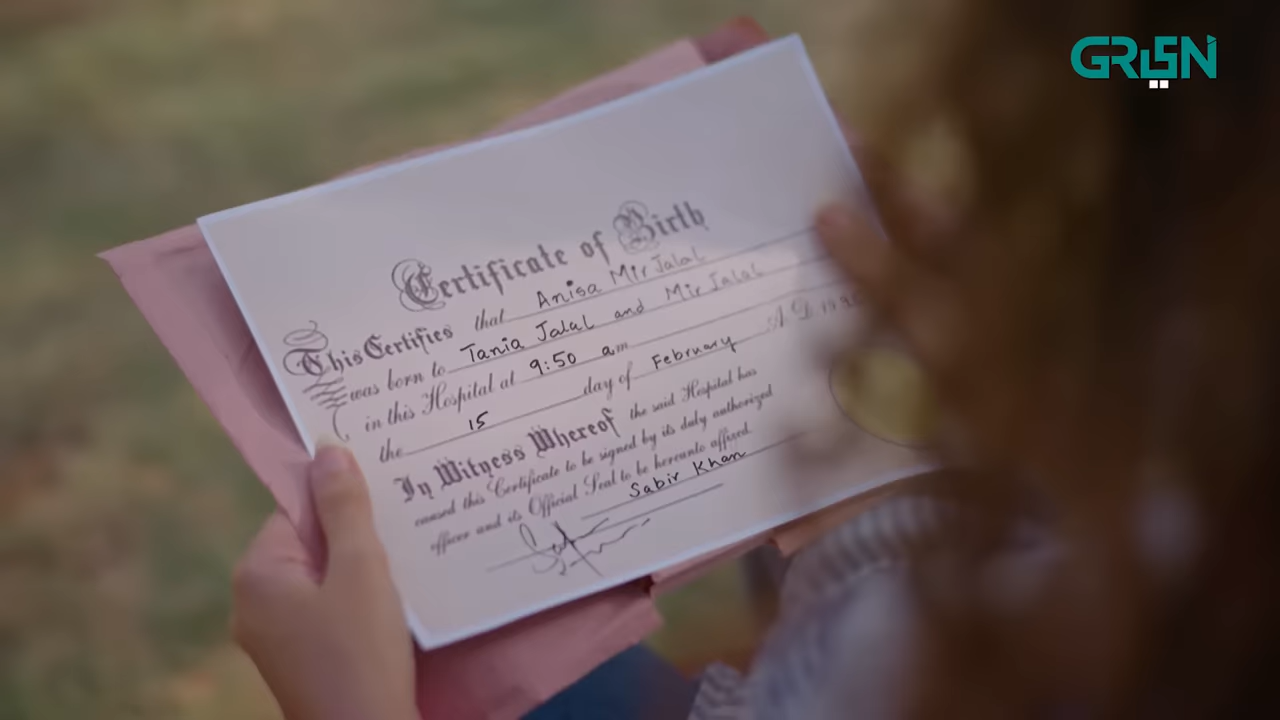 GREEN
Certificate of Birth
This Certifies that Anisa Mir Jalal
was born to Tania Jalal and Mir Jalal
in this Hospital at 9:50 am
the 15 day of February A.D. 19
In Witness Whereof the said Hospital has
caused this Certificate to be signed by its duly authorized
officer and its Official Seal to be hereunto affixed.
Sabir Khan